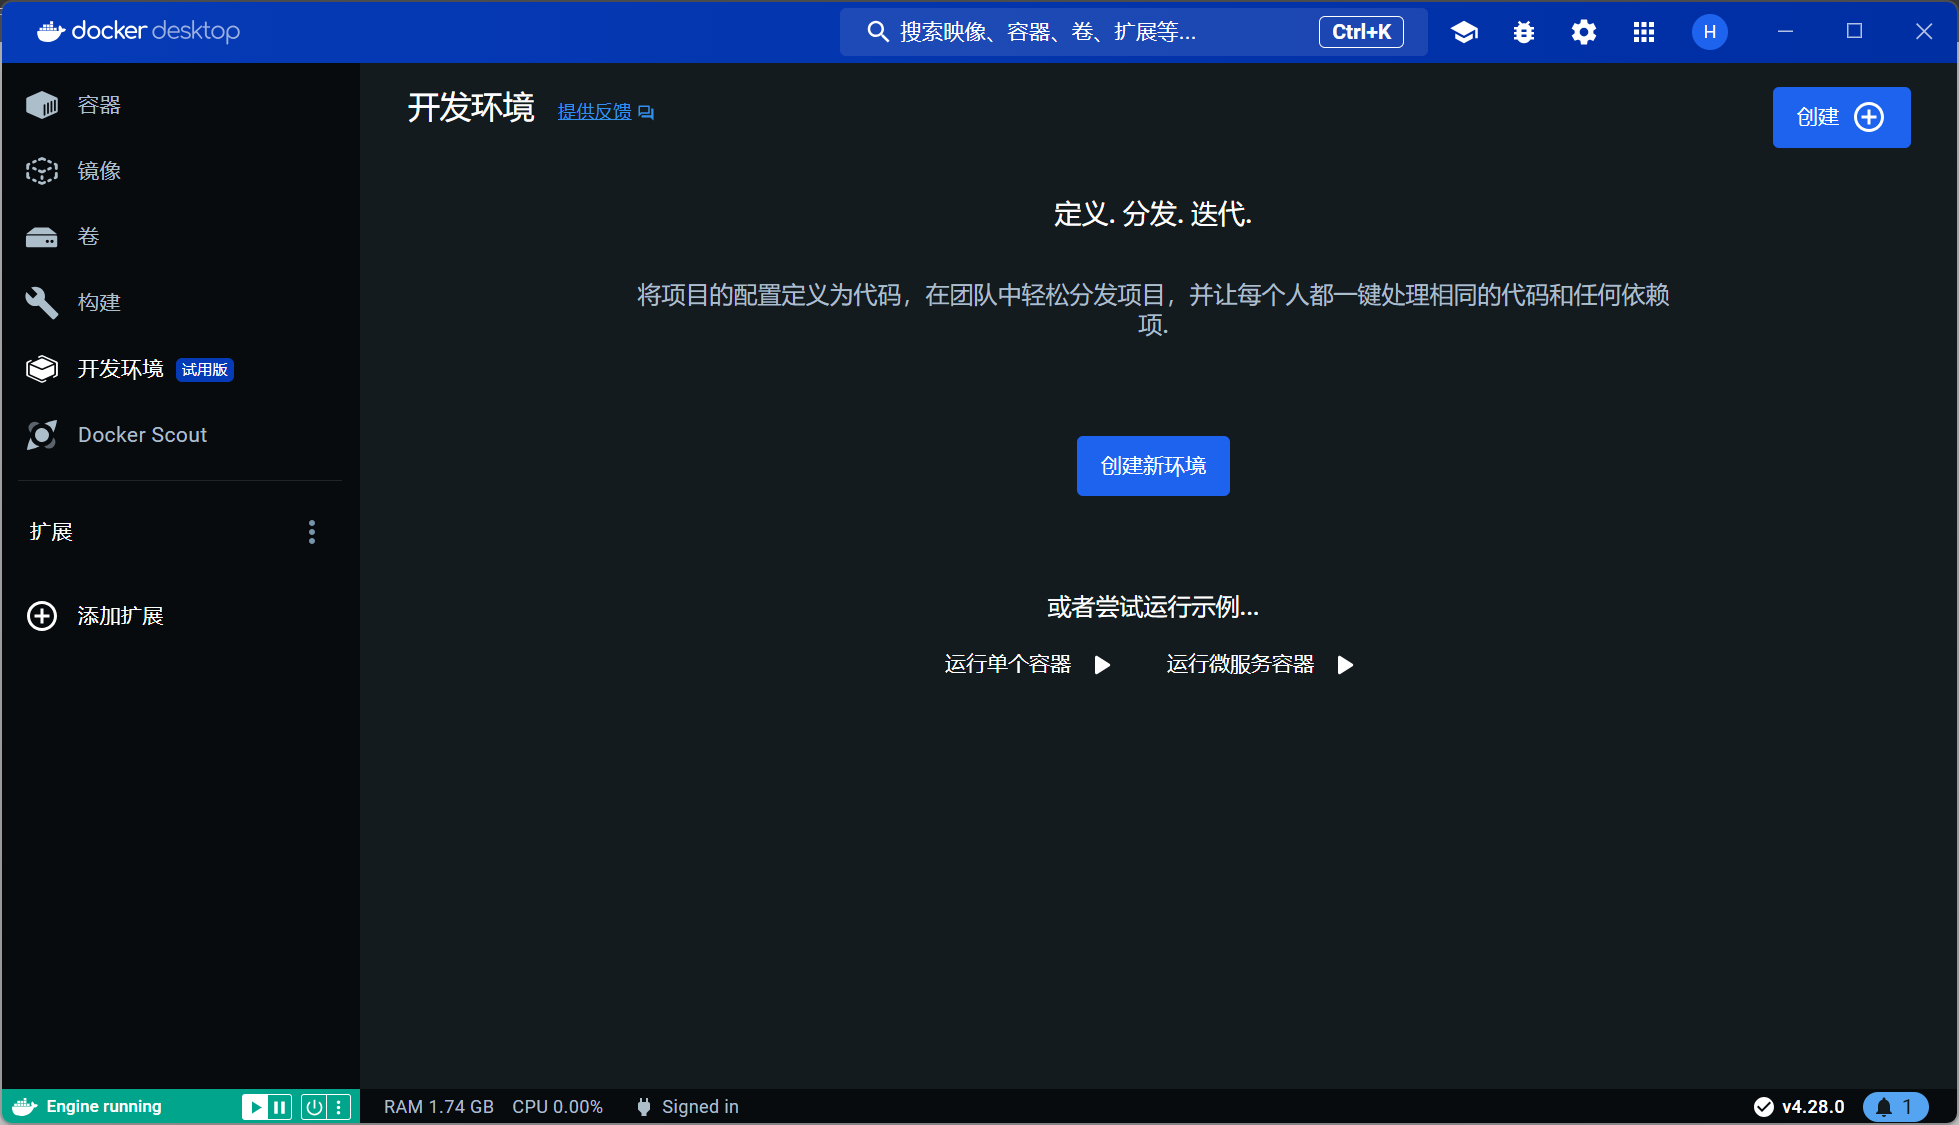 docker desktop
搜索映像、容器、卷、扩展等...
Ctrl+K
H
容器
镜像
卷
构建
开发环境 试用版
Docker Scout
扩展
添加扩展
开发环境 提供反馈
创建
定义. 分发. 迭代.
将项目的配置定义为代码，在团队中轻松分发项目，并让每个人都一键处理相同的代码和任何依赖
项.
创建新环境
或者尝试运行示例...
运行单个容器
运行微服务容器
Engine running
RAM 1.74 GB CPU 0.00% Signed in
v4.28.0
1